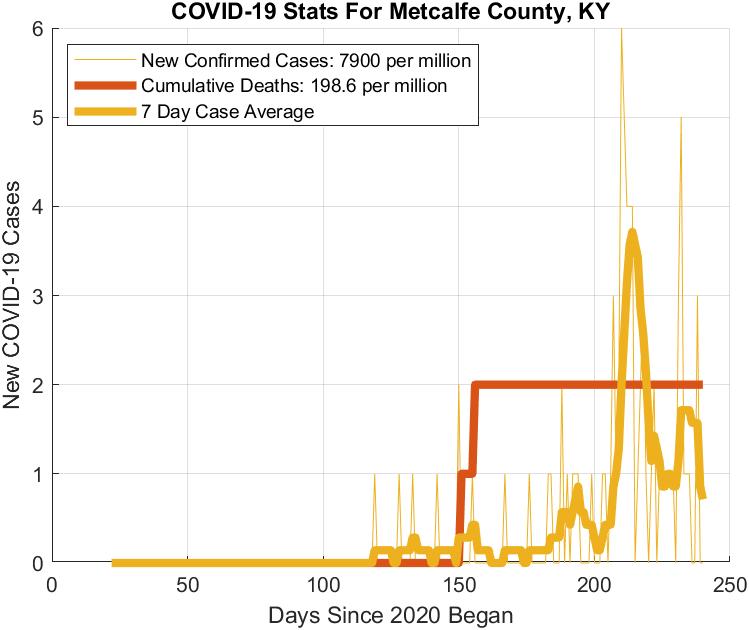 COVID-19 Stats For Metcalfe County, KY
New Confirmed Cases: 7900 per million
Cumulative Deaths: 198.6 per million
7 Day Case Average
New COVID-19 Cases
6
5
4
3
2
1
0
0 50 100 150 200 250
Days Since 2020 Began